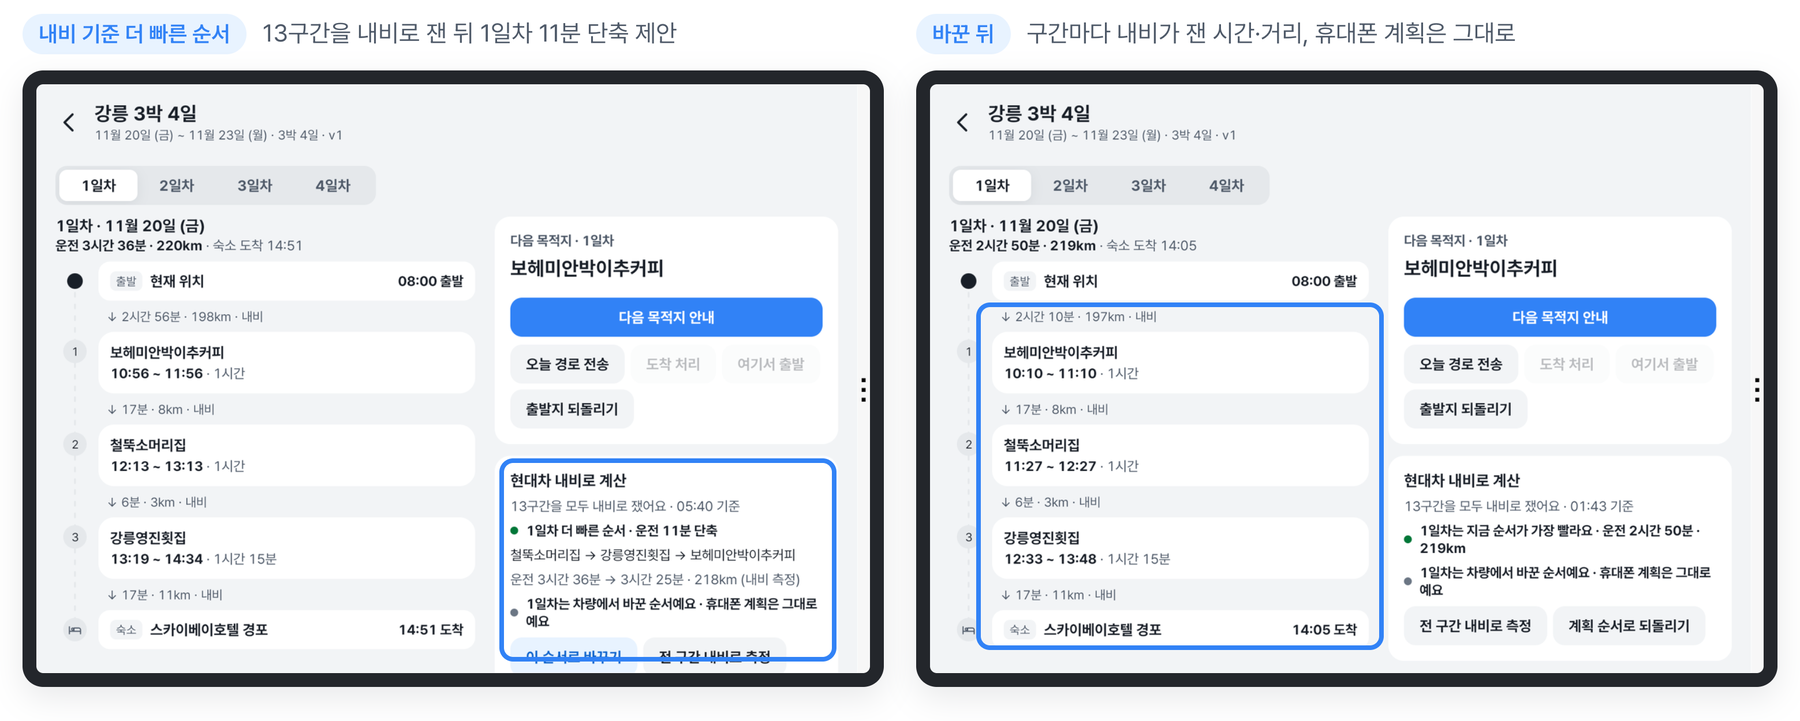 내비 기준 더 빠른 순서
13구간을 내비로 잰 뒤 1일차 11분 단축 제안
강릉 3박 4일
11월 20일 (금) ~ 11월 23일 (월) · 3박 4일 · v1
1일차
2일차
3일차
4일차
1일차 · 11월 20일 (금)
운전 3시간 36분 · 220km · 숙소 도착 14:51
출발 현재 위치 08:00 출발
↓ 2시간 56분 · 198km · 내비
1
보헤미안박이추커피
10:56 ~ 11:56 · 1시간
↓ 17분 · 8km · 내비
2
철뚝소머리집
12:13 ~ 13:13 · 1시간
↓ 6분 · 3km · 내비
3
강릉영진횟집
13:19 ~ 14:34 · 1시간 15분
↓ 17분 · 11km · 내비
숙소 스카이베이호텔 경포 14:51 도착
다음 목적지 · 1일차
보헤미안박이추커피
다음 목적지 안내
오늘 경로 전송
도착 처리
여기서 출발
출발지 되돌리기
현대차 내비로 계산
13구간을 모두 내비로 쟀어요 · 05:40 기준
1일차 더 빠른 순서 · 운전 11분 단축
철뚝소머리집 → 강릉영진횟집 → 보헤미안박이추커피
운전 3시간 36분 → 3시간 25분 · 218km (내비 측정)
1일차는 차량에서 바꾼 순서예요 · 휴대폰 계획은 그대로
예요
이 순서로 바꾸기
전 구간 내비로 측정
바꾼 뒤
구간마다 내비가 잰 시간·거리, 휴대폰 계획은 그대로
강릉 3박 4일
11월 20일 (금) ~ 11월 23일 (월) · 3박 4일 · v1
1일차
2일차
3일차
4일차
1일차 · 11월 20일 (금)
운전 2시간 50분 · 219km · 숙소 도착 14:05
출발 현재 위치 08:00 출발
↓ 2시간 10분 · 197km · 내비
1
보헤미안박이추커피
10:10 ~ 11:10 · 1시간
↓ 17분 · 8km · 내비
2
철뚝소머리집
11:27 ~ 12:27 · 1시간
↓ 6분 · 3km · 내비
3
강릉영진횟집
12:33 ~ 13:48 · 1시간 15분
↓ 17분 · 11km · 내비
숙소 스카이베이호텔 경포 14:05 도착
다음 목적지 · 1일차
보헤미안박이추커피
다음 목적지 안내
오늘 경로 전송
도착 처리
여기서 출발
출발지 되돌리기
현대차 내비로 계산
13구간을 모두 내비로 쟀어요 · 01:43 기준
1일차는 지금 순서가 가장 빨라요 · 운전 2시간 50분 ·
219km
1일차는 차량에서 바꾼 순서예요 · 휴대폰 계획은 그대로
예요
전 구간 내비로 측정
계획 순서로 되돌리기